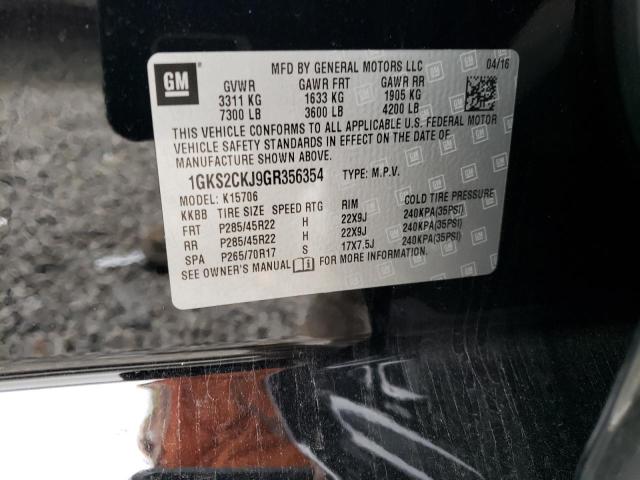 GM
MFD BY GENERAL MOTORS LLC 04/16
GVWR GAWR FRT GAWR RR
3311 KG 1633 KG 1905 KG
7300 LB 3600 LB 4200 LB
THIS VEHICLE CONFORMS TO ALL APPLICABLE U.S. FEDERAL MOTOR
VEHICLE SAFETY STANDARDS IN EFFECT ON THE DATE OF
MANUFACTURE SHOWN ABOVE.
1GKS2CKJ9GR356354 TYPE: M.P.V.
MODEL: K15706
KKBB TIRE SIZE SPEED RTG RIM COLD TIRE PRESSURE
FRT P285/45R22 H 22X9J 240KPA(35PSI)
RR P285/45R22 H 22X9J 240KPA(35PSI)
SPA P265/70R17 S 17X7.5J 240KPA(35PSI)
SEE OWNER'S MANUAL FOR MORE INFORMATION.